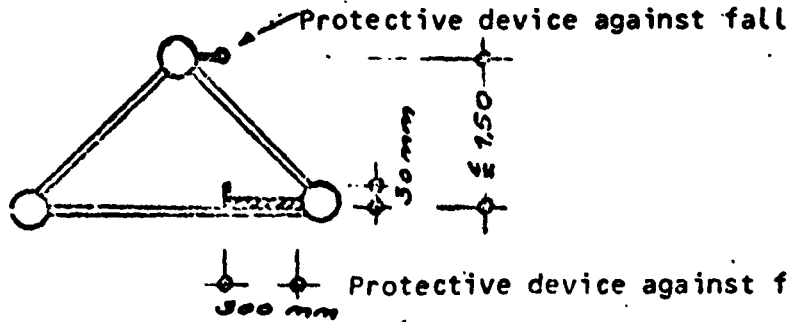 Protective device against fall
30 mm
≤ 1,50
Protective device against f
300 mm